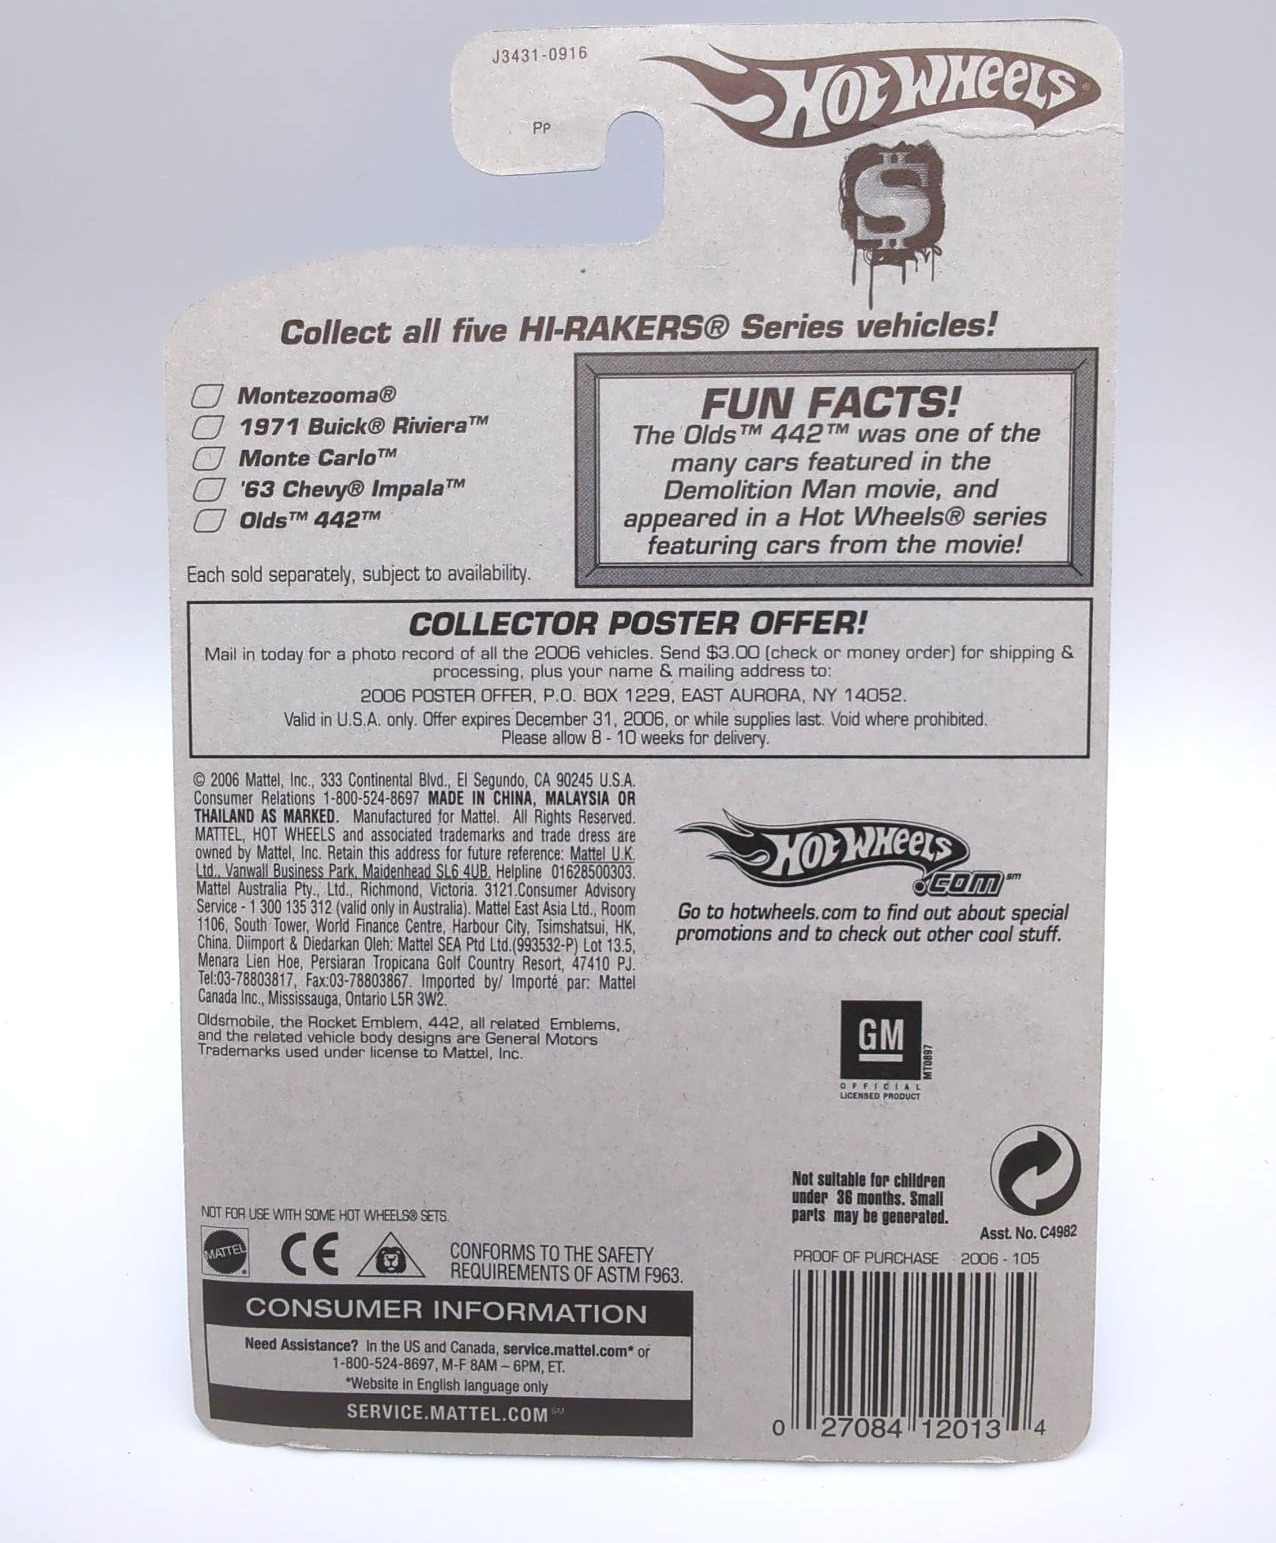 J3431-0916
PP
HOT WHEELS
$
Collect all five HI-RAKERS® Series vehicles!
Montezooma®
1971 Buick® Riviera™
Monte Carlo™
'63 Chevy® Impala™
Olds™ 442™
Each sold separately, subject to availability.
FUN FACTS!
The Olds™ 442™ was one of the
many cars featured in the
Demolition Man movie, and
appeared in a Hot Wheels® series
featuring cars from the movie!
COLLECTOR POSTER OFFER!
Mail in today for a photo record of all the 2006 vehicles. Send $3.00 (check or money order) for shipping &
processing, plus your name & mailing address to:
2006 POSTER OFFER, P.O. BOX 1229, EAST AURORA, NY 14052.
Valid in U.S.A. only. Offer expires December 31, 2006, or while supplies last. Void where prohibited.
Please allow 8 - 10 weeks for delivery.
© 2006 Mattel, Inc., 333 Continental Blvd., El Segundo, CA 90245 U.S.A.
Consumer Relations 1-800-524-8697 MADE IN CHINA, MALAYSIA OR
THAILAND AS MARKED. Manufactured for Mattel. All Rights Reserved.
MATTEL, HOT WHEELS and associated trademarks and trade dress are
owned by Mattel, Inc. Retain this address for future reference: Mattel U.K.
Ltd., Vanwall Business Park, Maidenhead SL6 4UB. Helpline 01628500303.
Mattel Australia Pty., Ltd., Richmond, Victoria. 3121.Consumer Advisory
Service - 1 300 135 312 (valid only in Australia). Mattel East Asia Ltd., Room
1106, South Tower, World Finance Centre, Harbour City, Tsimshatsui, HK,
China. Diimport & Diedarkan Oleh: Mattel SEA Ptd Ltd.(993532-P) Lot 13.5,
Menara Lien Hoe, Persiaran Tropicana Golf Country Resort, 47410 PJ.
Tel:03-78803817, Fax:03-78803867. Imported by/ Importé par: Mattel
Canada Inc., Mississauga, Ontario L5R 3W2.
Oldsmobile, the Rocket Emblem, 442, all related Emblems,
and the related vehicle body designs are General Motors
Trademarks used under license to Mattel, Inc.
HOT WHEELS
.COM℠
Go to hotwheels.com to find out about special
promotions and to check out other cool stuff.
GM
MT0897
OFFICIAL
LICENSED PRODUCT
Not suitable for children
under 36 months. Small
parts may be generated.
Asst. No. C4982
PROOF OF PURCHASE 2006 - 105
0 27084 12013 4
NOT FOR USE WITH SOME HOT WHEELS® SETS.
MATTEL
CE
CONFORMS TO THE SAFETY
REQUIREMENTS OF ASTM F963.
CONSUMER INFORMATION
Need Assistance? In the US and Canada, service.mattel.com* or
1-800-524-8697, M-F 8AM – 6PM, ET.
*Website in English language only
SERVICE.MATTEL.COM℠